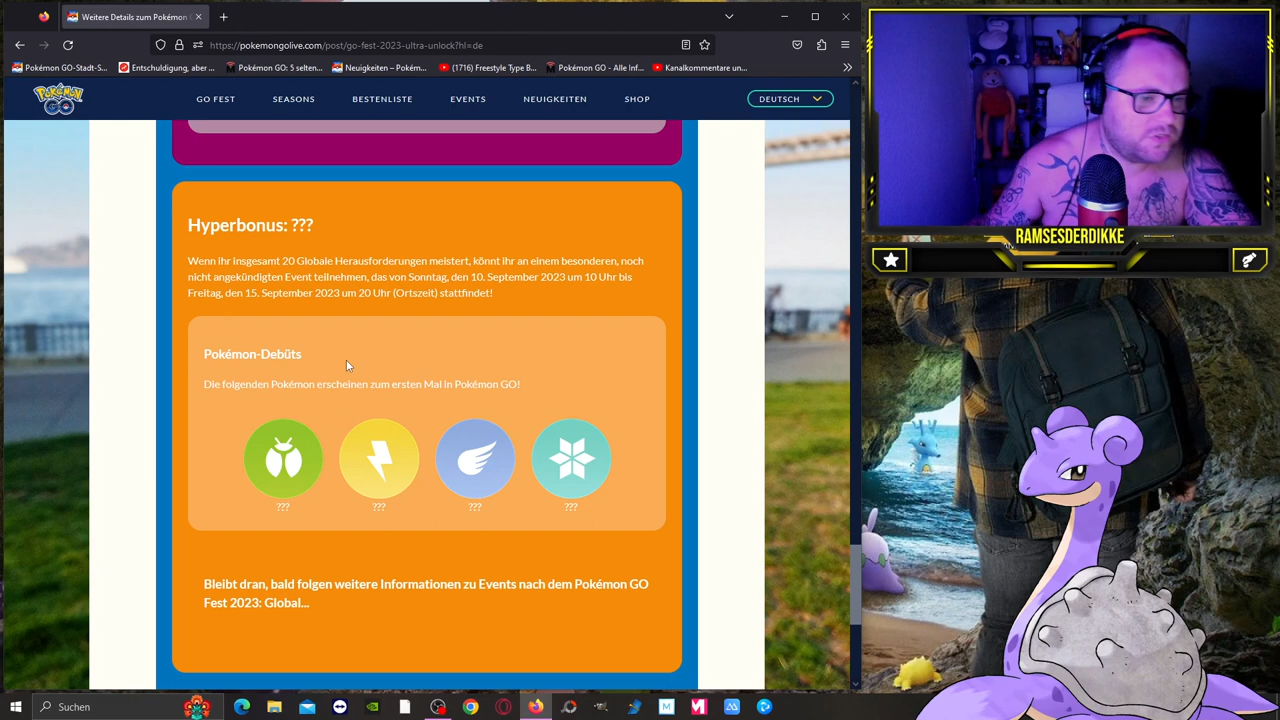 Weitere Details zum Pokémon G
https://pokemongolive.com/post/go-fest-2023-ultra-unlock?hl=de
Pokémon GO-Stadt-S...
Entschuldigung, aber ...
Pokémon GO: 5 selten...
Neuigkeiten – Pokém...
(1716) Freestyle Type B...
Pokémon GO - Alle Inf...
Kanalkommentare un...
Pokémon GO
GO FEST
SEASONS
BESTENLISTE
EVENTS
NEUIGKEITEN
SHOP
DEUTSCH
Hyperbonus: ???
Wenn ihr insgesamt 20 Globale Herausforderungen meistert, könnt ihr an einem besonderen, noch
nicht angekündigten Event teilnehmen, das von Sonntag, den 10. September 2023 um 10 Uhr bis
Freitag, den 15. September 2023 um 20 Uhr (Ortszeit) stattfindet!
Pokémon-Debüts
Die folgenden Pokémon erscheinen zum ersten Mal in Pokémon GO!
??? ??? ??? ???
Bleibt dran, bald folgen weitere Informationen zu Events nach dem Pokémon GO
Fest 2023: Global...
RAMSESDERDIKKE
Suchen